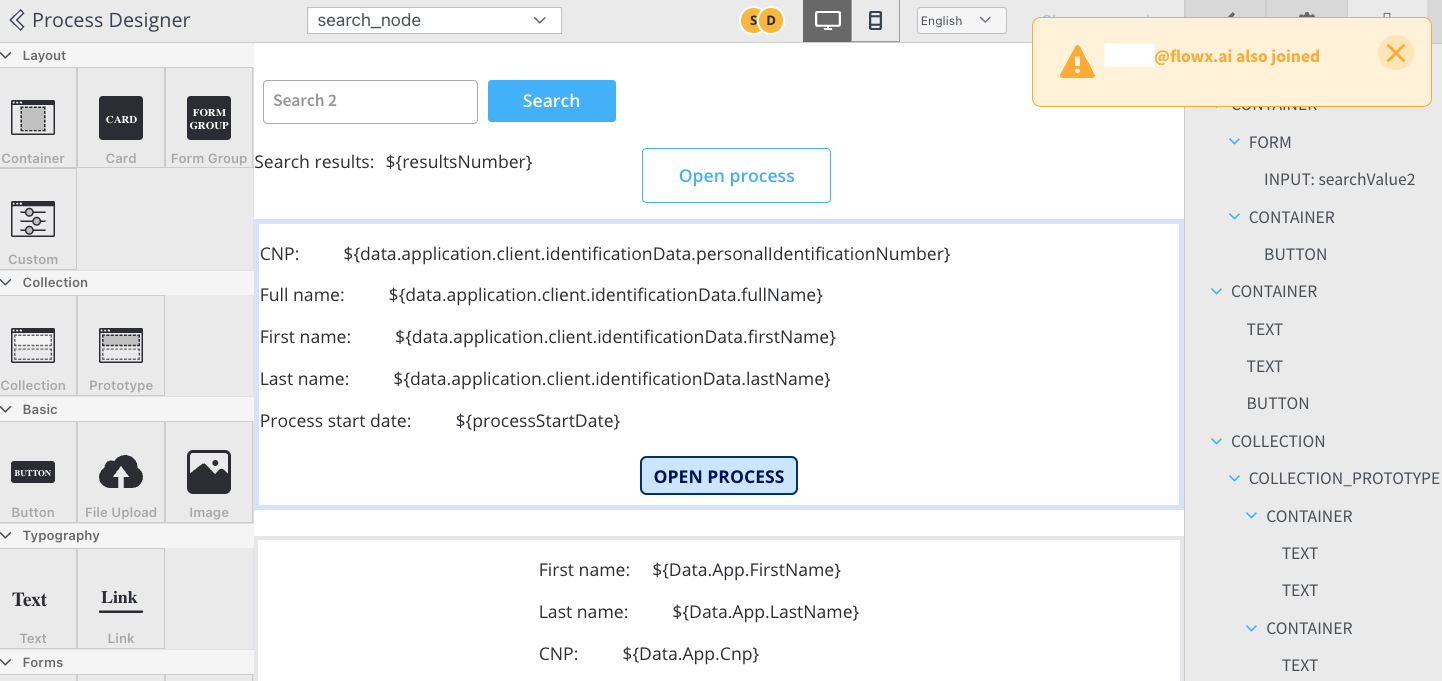 Process Designer
search_node
S D
English
@flowx.ai also joined
Layout
CARD
FORM
GROUP
Container
Card
Form Group
Custom
Collection
Collection
Prototype
Basic
BUTTON
Button
File Upload
Image
Typography
Text
Link
Text
Link
Forms
Search 2
Search
Search results: ${resultsNumber}
Open process
CNP: ${data.application.client.identificationData.personalIdentificationNumber}
Full name: ${data.application.client.identificationData.fullName}
First name: ${data.application.client.identificationData.firstName}
Last name: ${data.application.client.identificationData.lastName}
Process start date: ${processStartDate}
OPEN PROCESS
First name: ${Data.App.FirstName}
Last name: ${Data.App.LastName}
CNP: ${Data.App.Cnp}
CONTAINER
FORM
INPUT: searchValue2
CONTAINER
BUTTON
CONTAINER
TEXT
TEXT
BUTTON
COLLECTION
COLLECTION_PROTOTYPE
CONTAINER
TEXT
TEXT
CONTAINER
TEXT